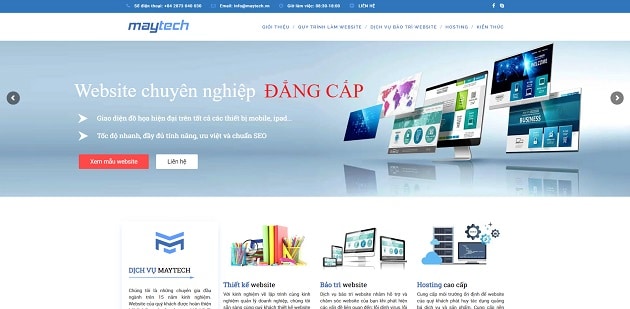 Số điện thoại: +84 2873 040 030 Email: info@maytech.vn Giờ làm việc: 08:30-18:00 LIÊN HỆ
maytech
GIỚI THIỆU QUY TRÌNH LÀM WEBSITE DỊCH VỤ BẢO TRÌ WEBSITE HOSTING KIẾN THỨC
Website chuyên nghiệp ĐẲNG CẤP
Giao diện đồ họa hiện đại trên tất cả các thiết bị mobile, ipad...
Tốc độ nhanh, đầy đủ tính năng, ưu việt và chuẩn SEO
Xem mẫu website Liên hệ
BUSINESS
DỊCH VỤ MAYTECH
Chúng tôi là những chuyên gia đầu
ngành trên 15 năm kinh nghiệm.
Website của quý khách được hoàn thiện
Thiết kế website
Với kinh nghiệm về lập trình cùng kinh
nghiệm quản lý doanh nghiệp, chúng tôi
sẵn sàng cùng quý khách thiết kế website
Bảo trì website
Dịch vụ bảo trì website nhằm hỗ trợ và
chăm sóc website của bạn khi phát hiện
các vấn đề liên quan đến: lỗi dính virus, lỗi
Hosting cao cấp
Cung cấp môi trường ổn định để website
của quý khách phát huy tác dụng quảng
bá dịch vụ và sản phẩm. Cung cấp nền